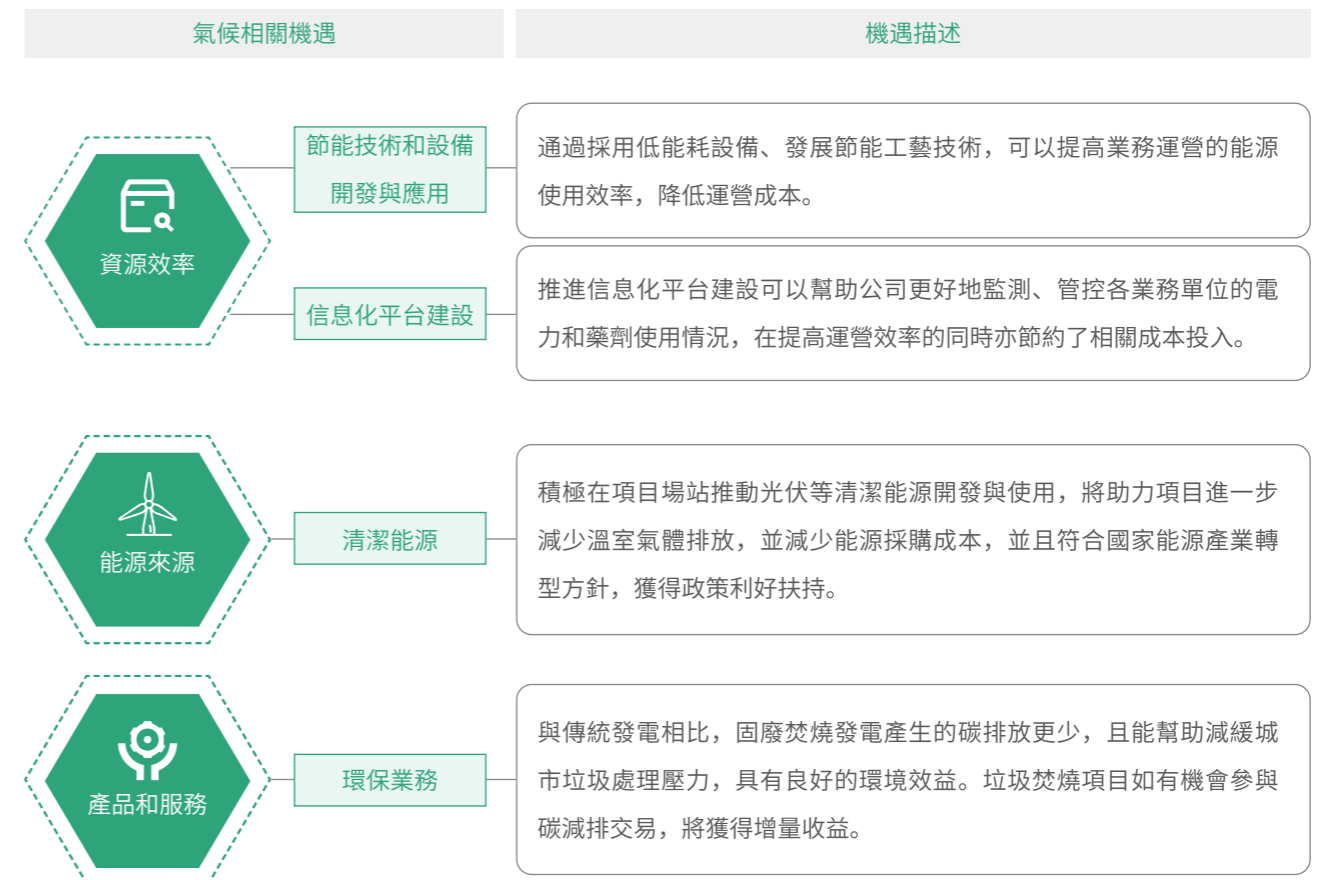 氣候相關機遇
機遇描述
資源效率
節能技術和設備
開發與應用
通過採用低能耗設備、發展節能工藝技術，可以提高業務運營的能源
使用效率，降低運營成本。
信息化平台建設
推進信息化平台建設可以幫助公司更好地監測、管控各業務單位的電
力和藥劑使用情況，在提高運營效率的同時亦節約了相關成本投入。
能源來源
清潔能源
積極在項目場站推動光伏等清潔能源開發與使用，將助力項目進一步
減少溫室氣體排放，並減少能源採購成本，並且符合國家能源產業轉
型方針，獲得政策利好扶持。
產品和服務
環保業務
與傳統發電相比，固廢焚燒發電產生的碳排放更少，且能幫助減緩城
市垃圾處理壓力，具有良好的環境效益。垃圾焚燒項目如有機會參與
碳減排交易，將獲得增量收益。